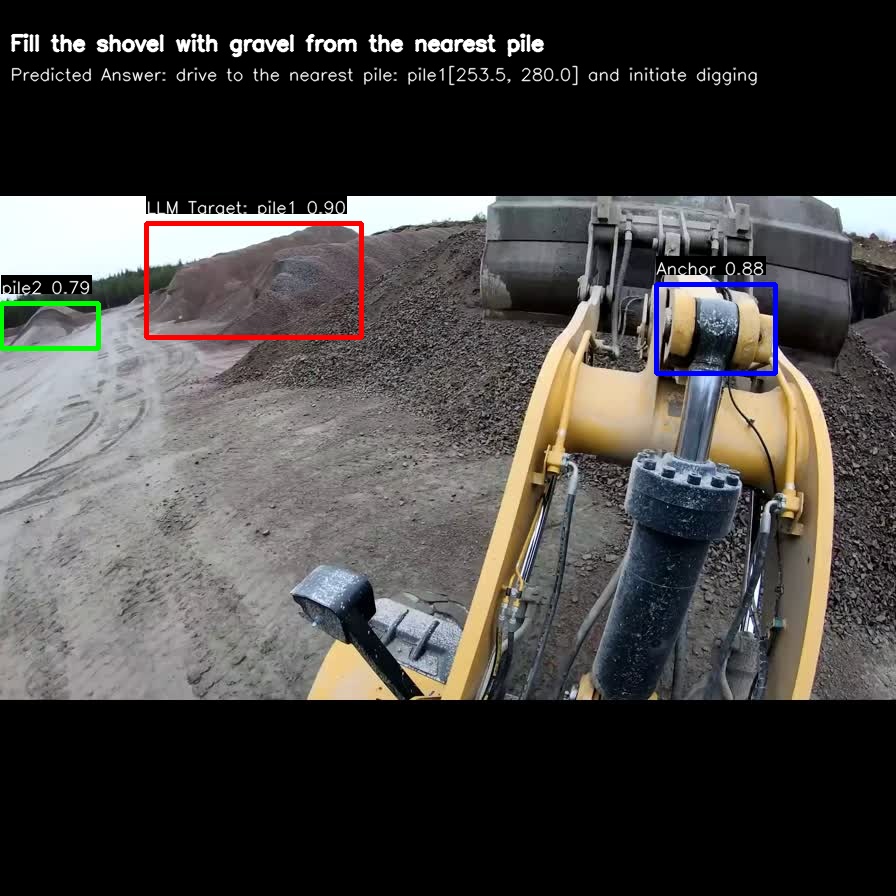 Fill the shovel with gravel from the nearest pile
Predicted Answer: drive to the nearest pile: pile1[253.5, 280.0] and initiate digging
LLM Target: pile1 0.90
Anchor 0.88
pile2 0.79